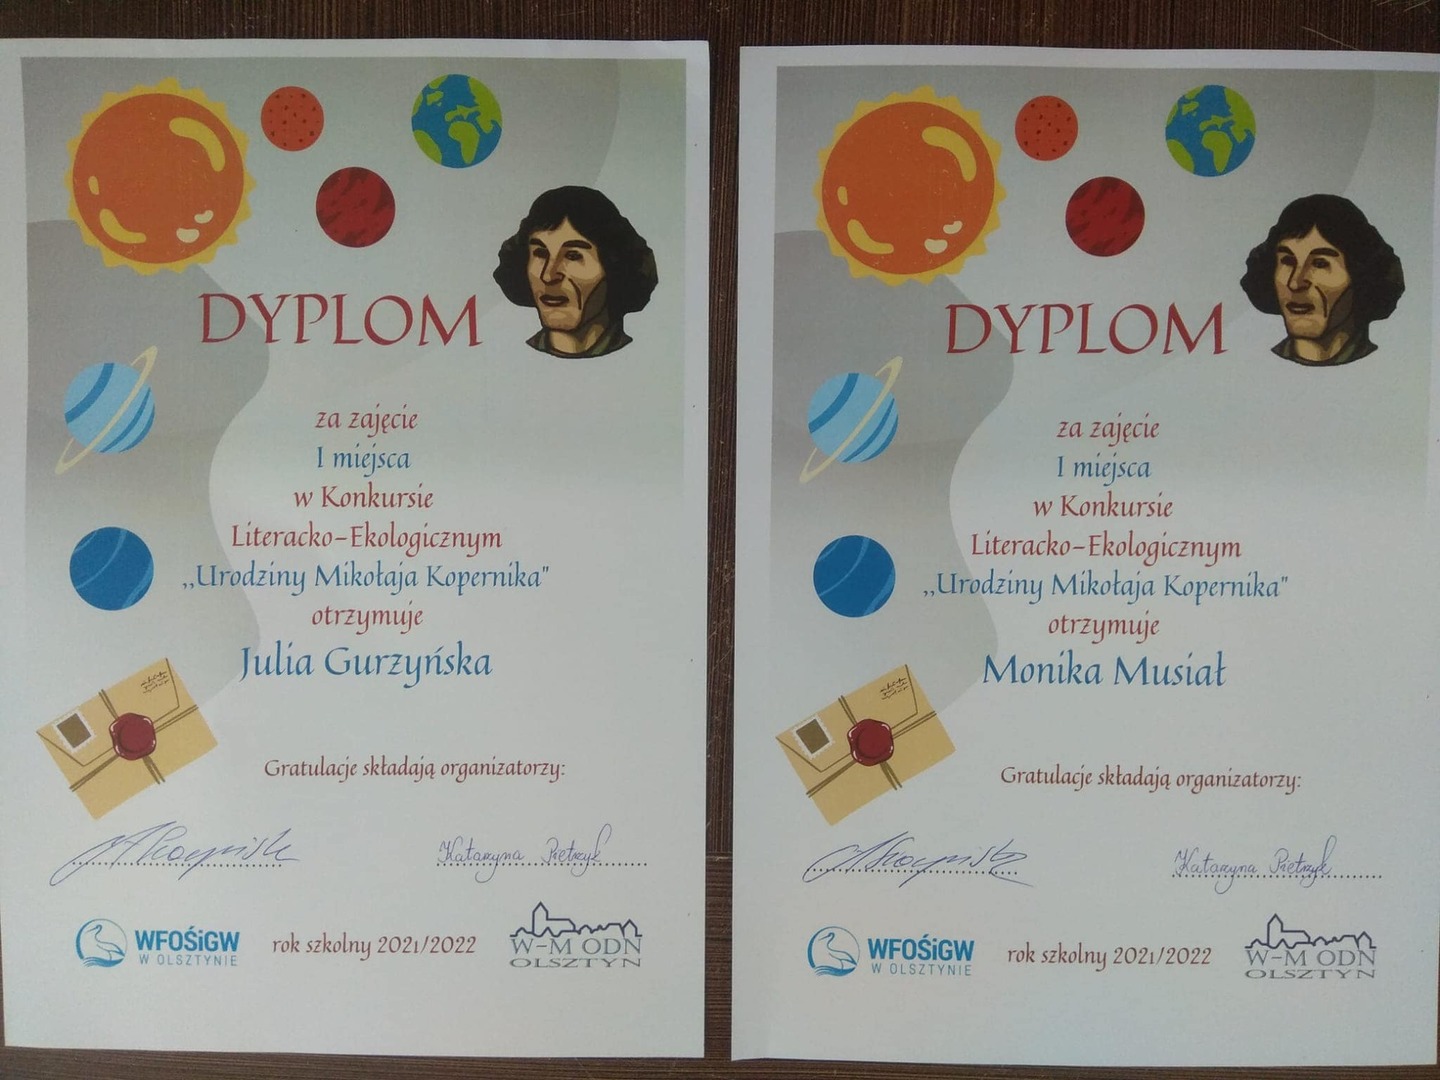 DYPLOM
za zajęcie
I miejsca
w Konkursie
Literacko-Ekologicznym
,,Urodziny Mikołaja Kopernika"
otrzymuje
Julia Gurzyńska
Gratulacje składają organizatorzy:
Katarzyna Pietrzyk
WFOŚiGW
W OLSZTYNIE
rok szkolny 2021/2022
W-M ODN
OLSZTYN
DYPLOM
za zajęcie
I miejsca
w Konkursie
Literacko-Ekologicznym
,,Urodziny Mikołaja Kopernika"
otrzymuje
Monika Musiał
Gratulacje składają organizatorzy:
Katarzyna Pietrzyk
WFOŚiGW
W OLSZTYNIE
rok szkolny 2021/2022
W-M ODN
OLSZTYN